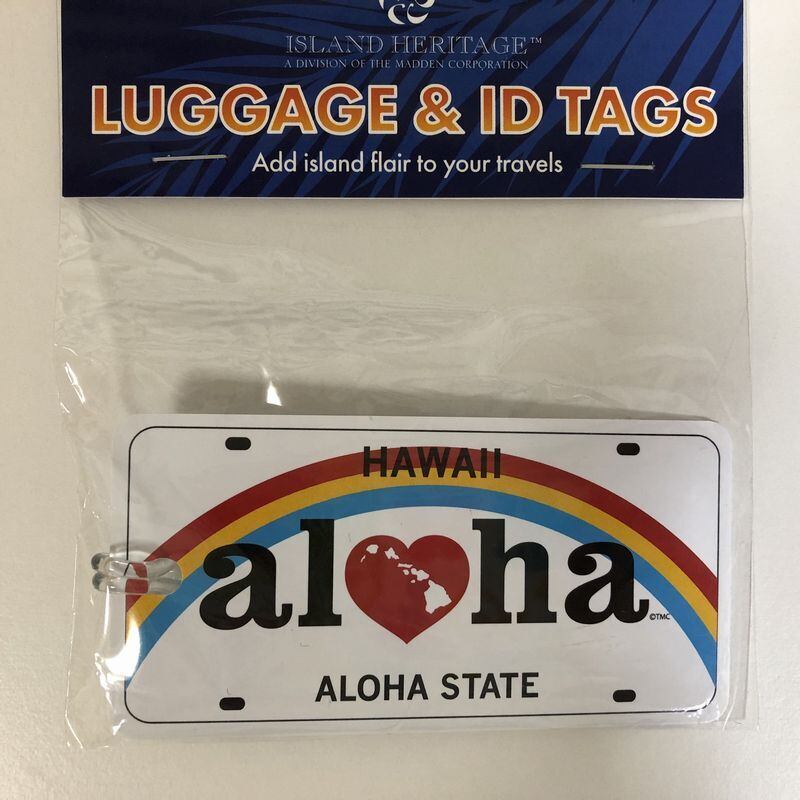 ISLAND HERITAGE™
A DIVISION OF THE MADDEN CORPORATION
LUGGAGE & ID TAGS
Add island flair to your travels
HAWAII
aloha
©TMC
ALOHA STATE